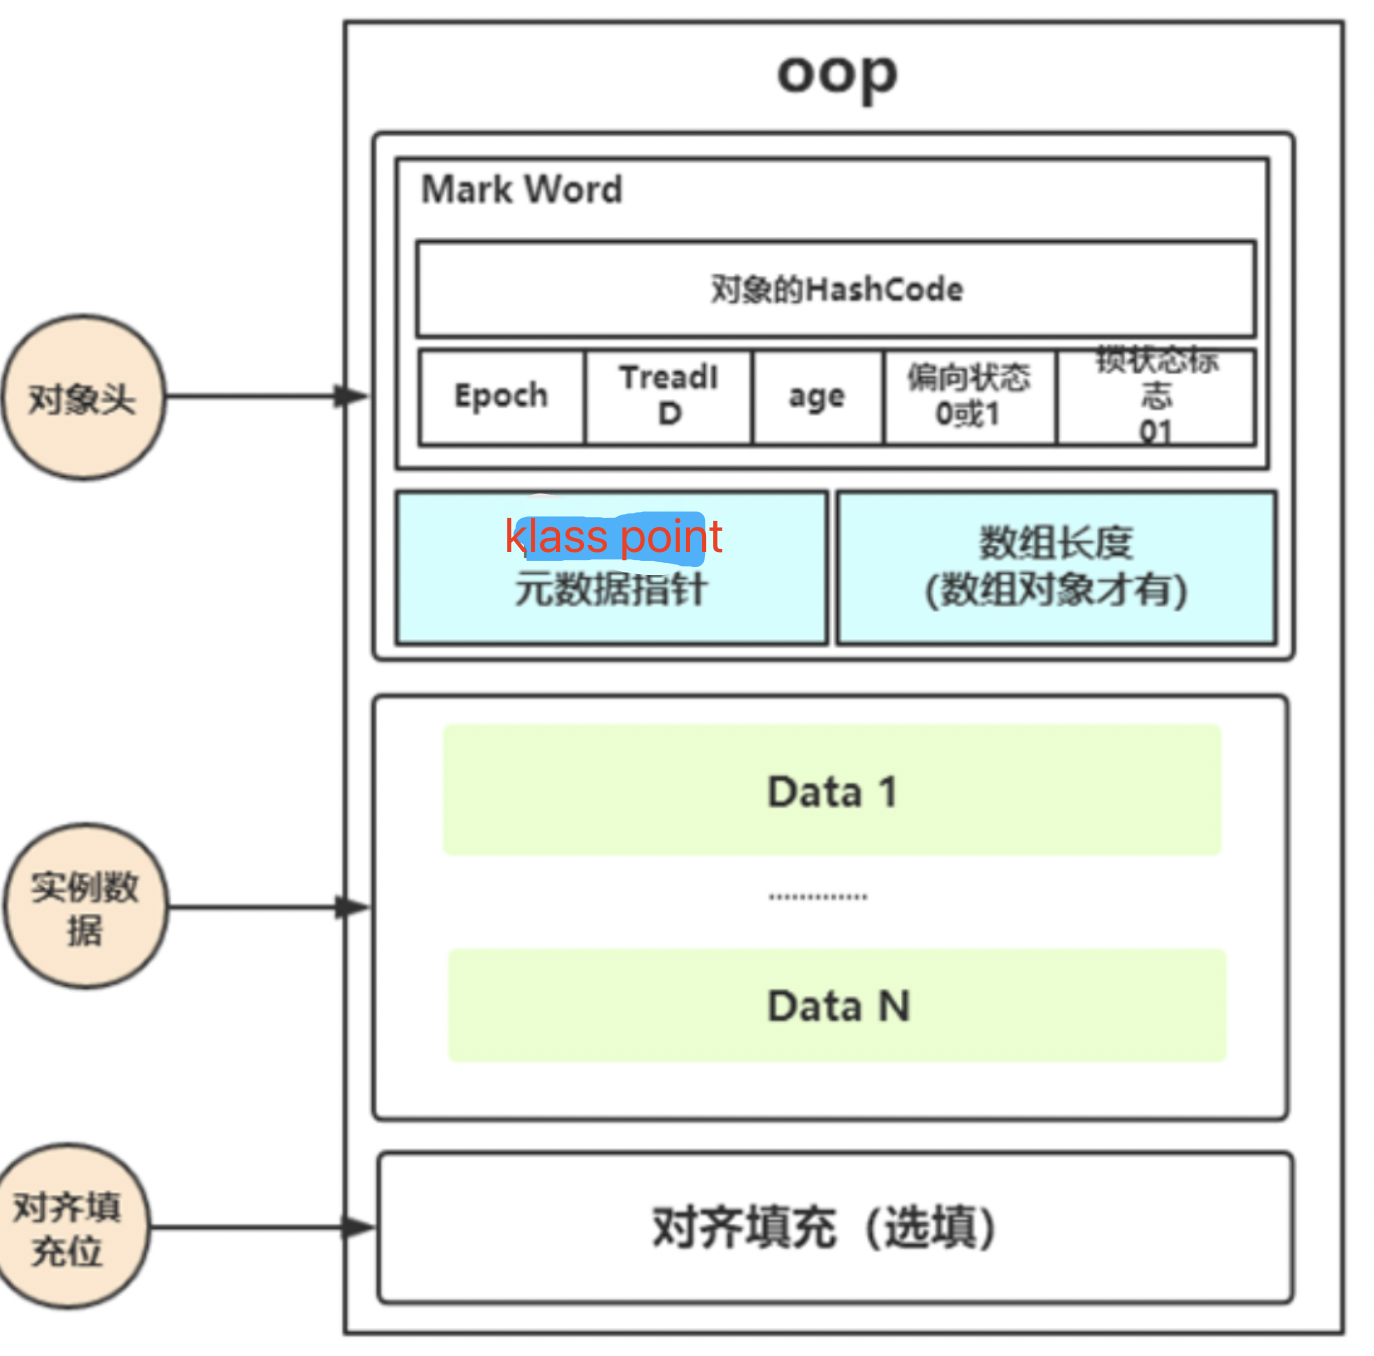 oop
Mark Word
对象的HashCode
Epoch
TreadI
D
age
偏向状态
0或1
锁状态标
志
01
对象头
klass point
元数据指针
数组长度
(数组对象才有)
Data 1
.............
实例数
据
Data N
对齐填
充位
对齐填充（选填）